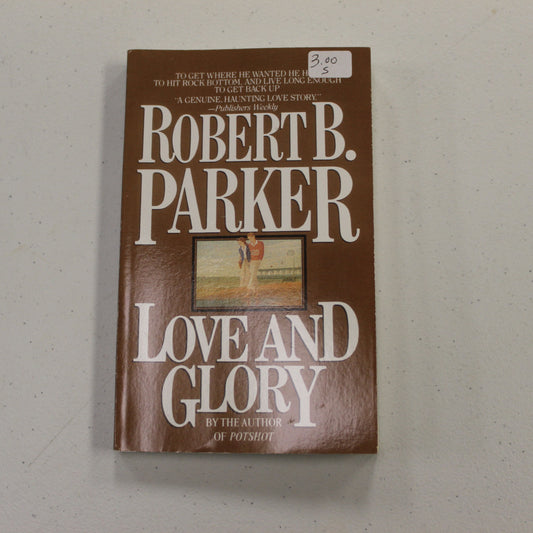 3.00
S
TO GET WHERE HE WANTED HE H
TO HIT ROCK BOTTOM, AND LIVE LONG ENOUGH
TO GET BACK UP
"A GENUINE, HAUNTING LOVE STORY."
—Publishers Weekly
ROBERT B.
PARKER
LOVE AND
GLORY
BY THE AUTHOR
OF POTSHOT